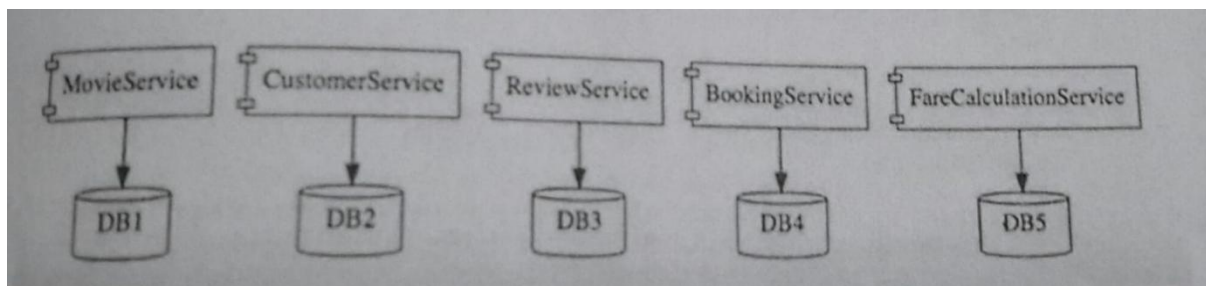 MovieService
CustomerService
ReviewService
BookingService
FareCalculationService
DB1
DB2
DB3
DB4
DB5